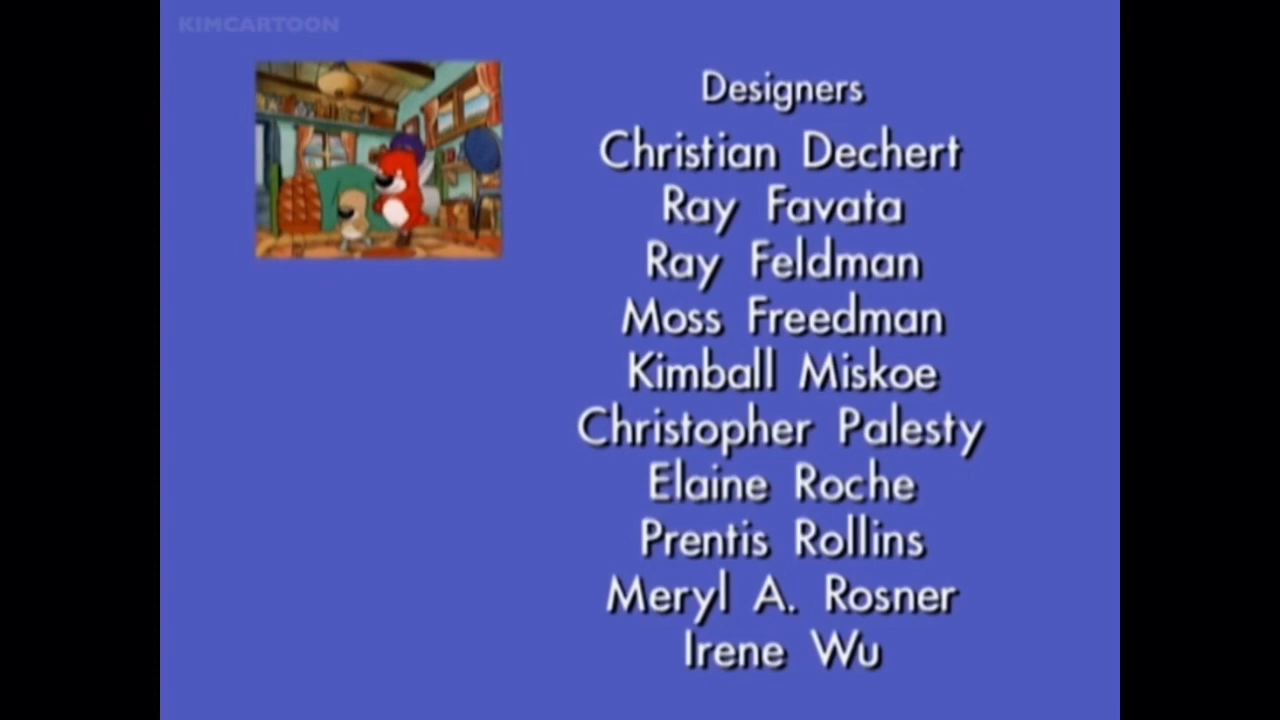 KIMCARTOON
Designers
Christian Dechert
Ray Favata
Ray Feldman
Moss Freedman
Kimball Miskoe
Christopher Palesty
Elaine Roche
Prentis Rollins
Meryl A. Rosner
Irene Wu